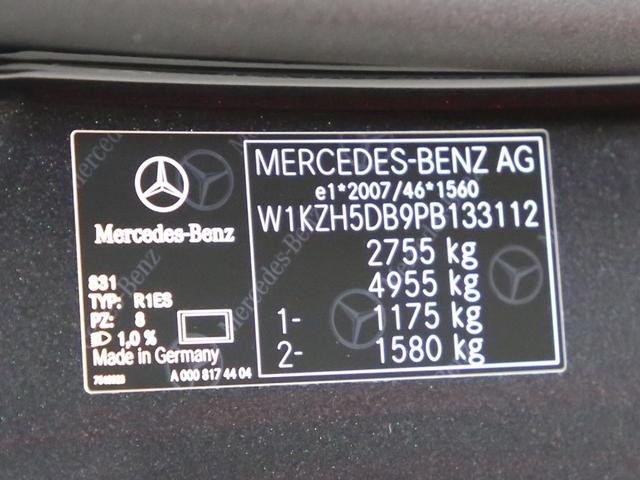 Mercedes-Benz
831
TYP: R1ES
PZ: 8
1,0 %
Made in Germany
A 000 817 44 04
MERCEDES-BENZ AG
e1*2007/46*1560
W1KZH5DB9PB133112
2755 kg
4955 kg
1- 1175 kg
2- 1580 kg